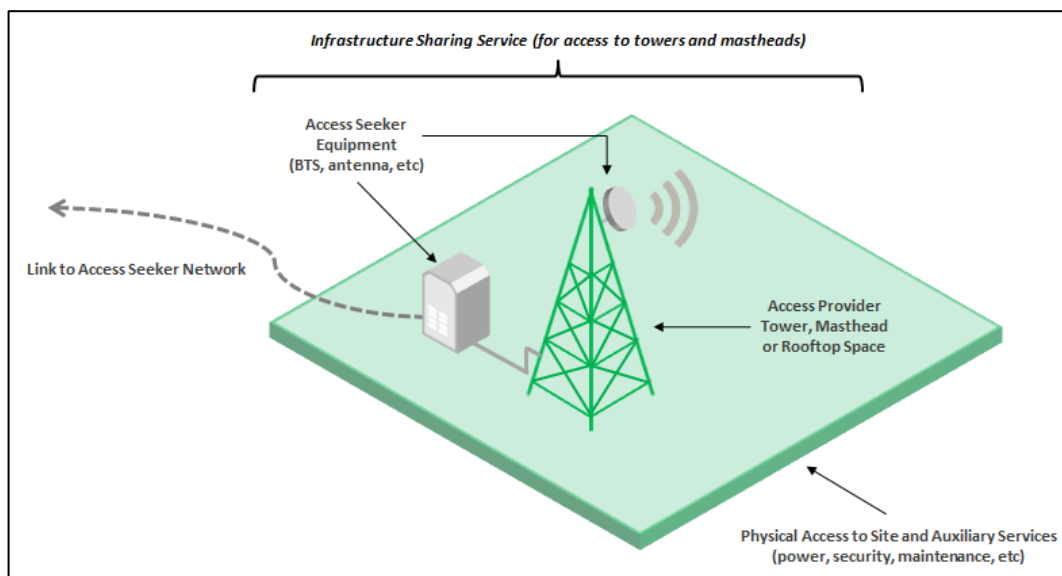 Infrastructure Sharing Service (for access to towers and mastheads)
Access Seeker
Equipment
(BTS, antenna, etc)
Link to Access Seeker Network
Access Provider
Tower, Masthead
or Rooftop Space
Physical Access to Site and Auxiliary Services
(power, security, maintenance, etc)